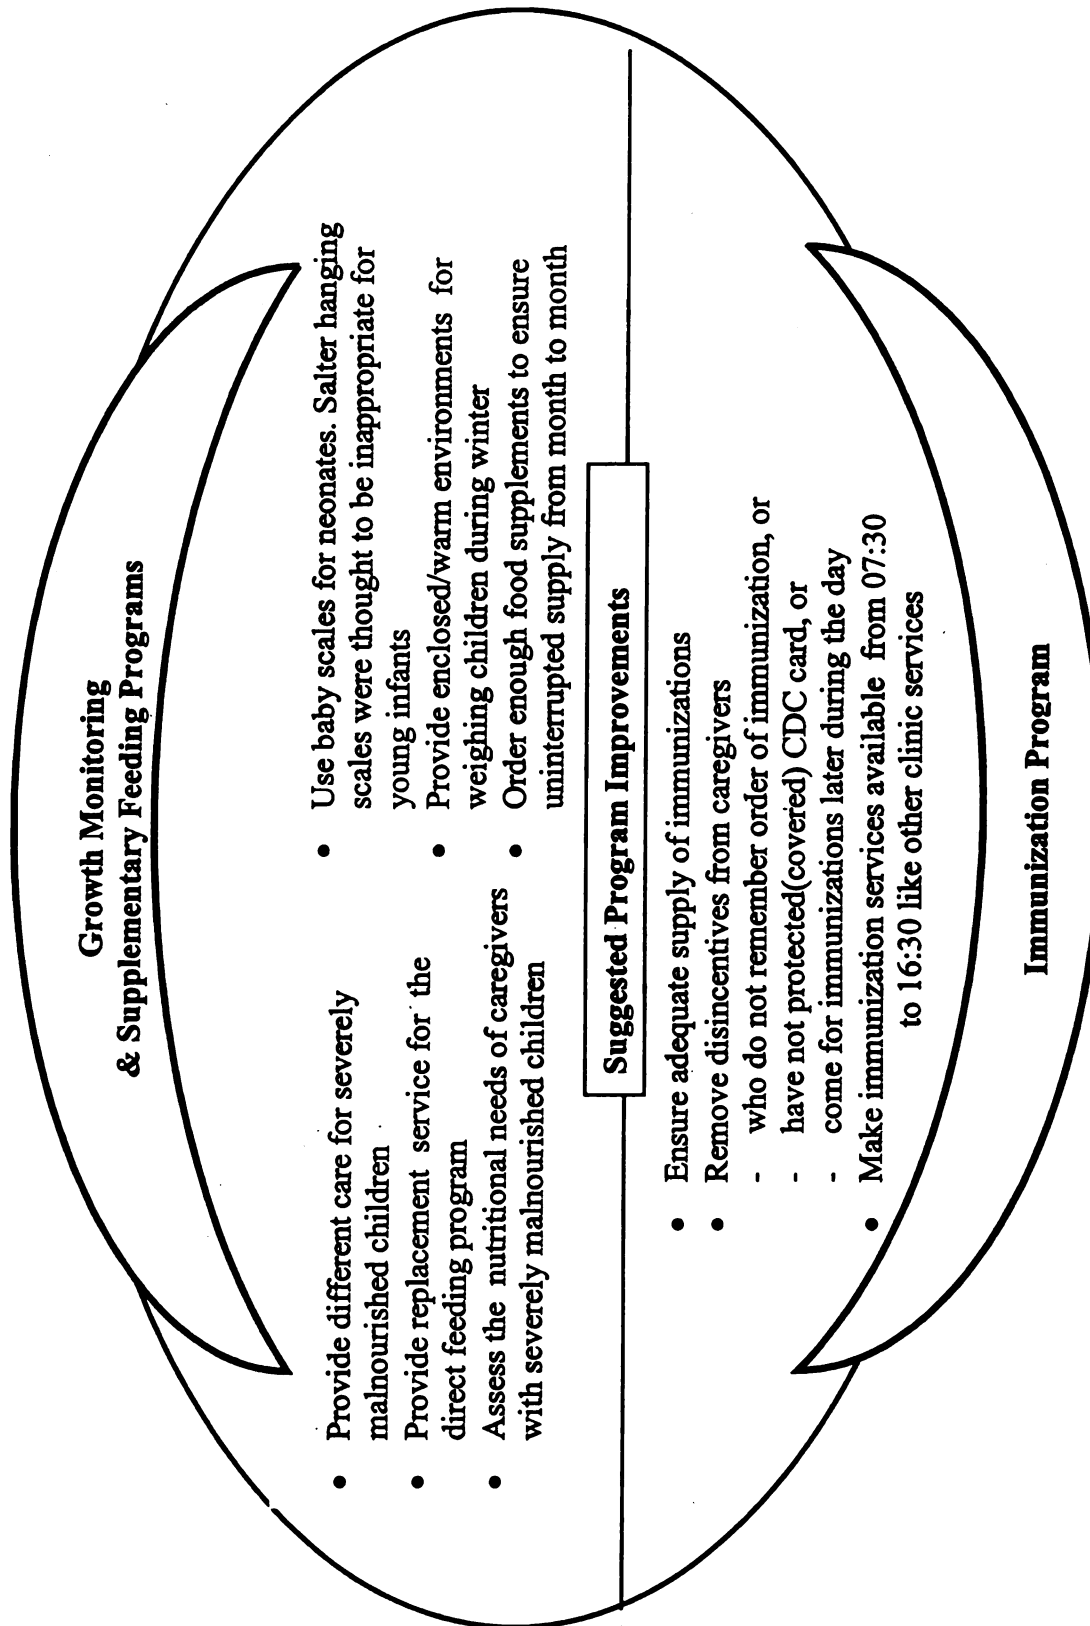 Growth Monitoring
& Supplementary Feeding Programs
• Provide different care for severely
malnourished children
• Provide replacement service for the
direct feeding program
• Assess the nutritional needs of caregivers
with severely malnourished children
• Use baby scales for neonates. Salter hanging
scales were thought to be inappropriate for
young infants
• Provide enclosed/warm environments for
weighing children during winter
• Order enough food supplements to ensure
uninterrupted supply from month to month
Suggested Program Improvements
• Ensure adequate supply of immunizations
• Remove disincentives from caregivers
- who do not remember order of immunization, or
- have not protected(covered) CDC card, or
- come for immunizations later during the day
• Make immunization services available from 07:30
to 16:30 like other clinic services
Immunization Program